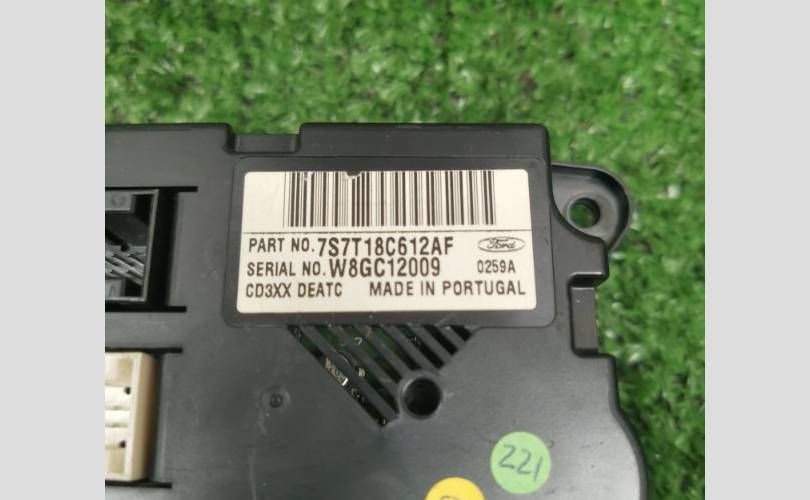 PART NO. 7S7T18C612AF Ford
SERIAL NO. W8GC12009 0259A
CD3XX DEATC MADE IN PORTUGAL
221